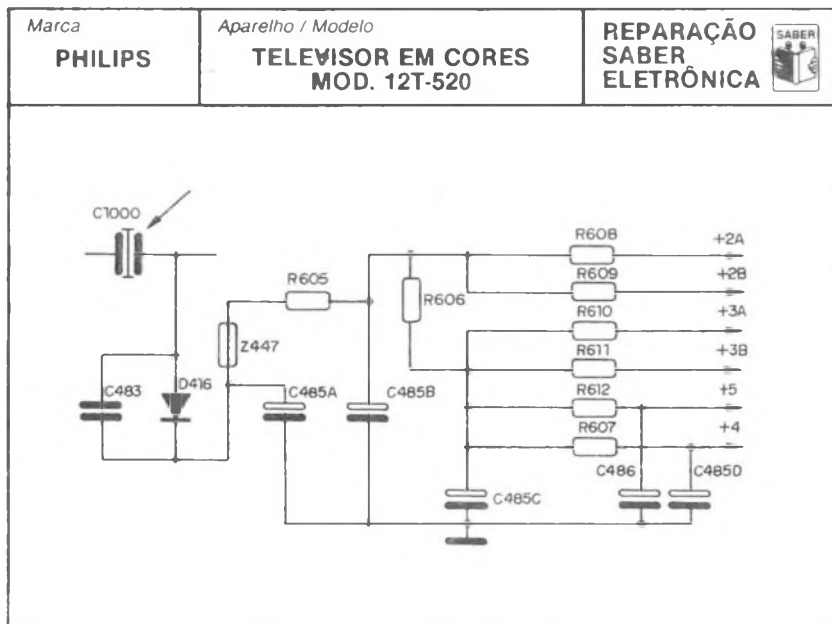 Marca
PHILIPS
Aparelho / Modelo
TELEVISOR EM CORES
MOD. 12T-520
REPARAÇÃO
SABER
ELETRÔNICA
SABER
C1000
R605
R606
Z447
C483
D416
C485A
C485B
R608
+2A
R609
+2B
R610
+3A
R611
+3B
R612
+5
R607
+4
C486
C485D
C485C